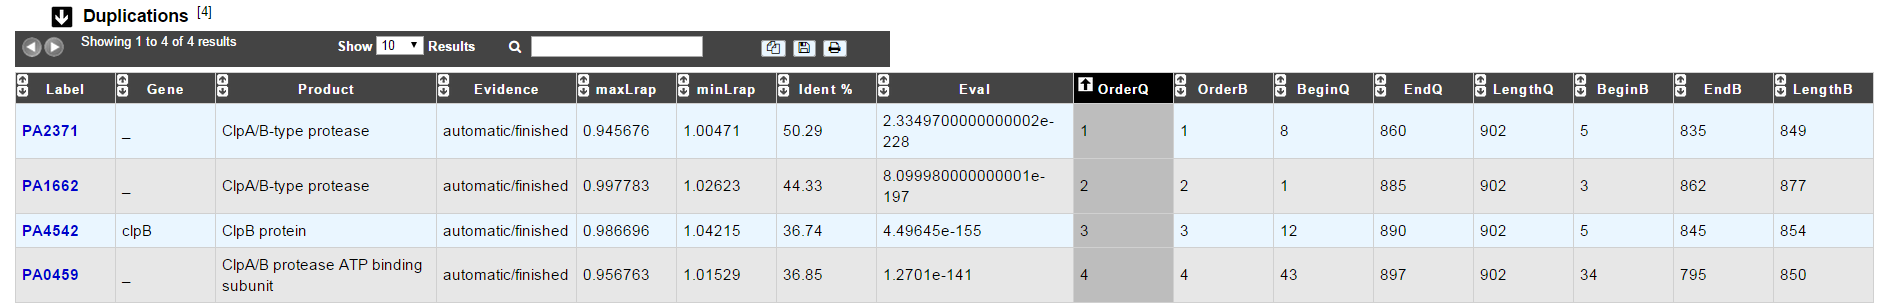 Duplications [4]
Showing 1 to 4 of 4 results Show 10 Results
Label Gene Product Evidence maxLrap minLrap Ident % Eval OrderQ OrderB BeginQ EndQ LengthQ BeginB EndB LengthB
PA2371 _ ClpA/B-type protease automatic/finished 0.945676 1.00471 50.29 2.3349700000000002e-228 1 1 8 860 902 5 835 849
PA1662 _ ClpA/B-type protease automatic/finished 0.997783 1.02623 44.33 8.099980000000001e-197 2 2 1 885 902 3 862 877
PA4542 clpB ClpB protein automatic/finished 0.986696 1.04215 36.74 4.49645e-155 3 3 12 890 902 5 845 854
PA0459 _ ClpA/B protease ATP binding subunit automatic/finished 0.956763 1.01529 36.85 1.2701e-141 4 4 43 897 902 34 795 850